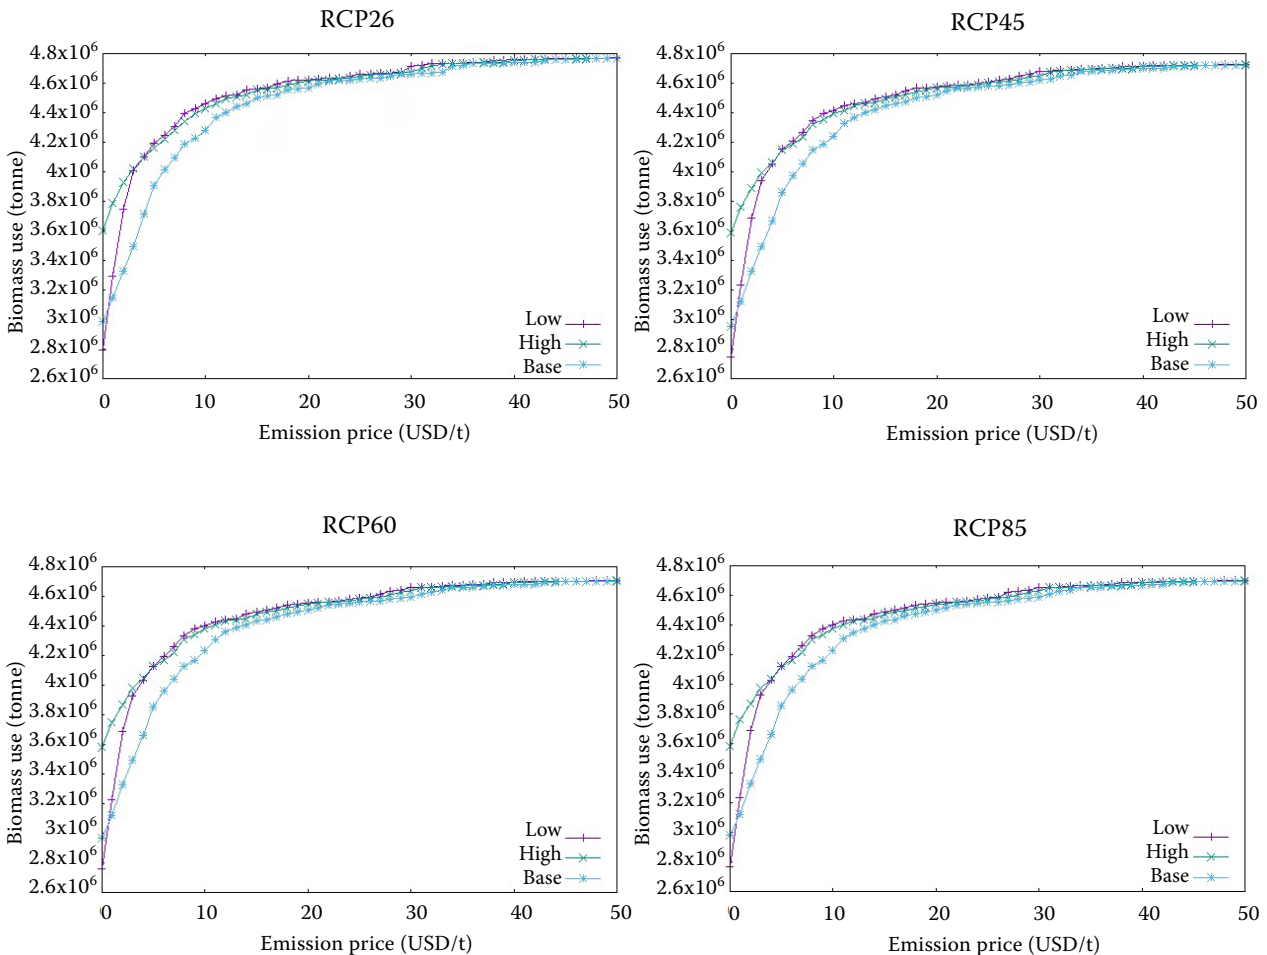 RCP26
4.8x10⁶
4.6x10⁶
4.4x10⁶
4.2x10⁶
4x10⁶
3.8x10⁶
3.6x10⁶
3.4x10⁶
3.2x10⁶
3x10⁶
2.8x10⁶
2.6x10⁶
Biomass use (tonne)
Low
High
Base
0 10 20 30 40 50
Emission price (USD/t)
RCP45
4.8x10⁶
4.6x10⁶
4.4x10⁶
4.2x10⁶
4x10⁶
3.8x10⁶
3.6x10⁶
3.4x10⁶
3.2x10⁶
3x10⁶
2.8x10⁶
2.6x10⁶
Biomass use (tonne)
Low
High
Base
0 10 20 30 40 50
Emission price (USD/t)
RCP60
4.8x10⁶
4.6x10⁶
4.4x10⁶
4.2x10⁶
4x10⁶
3.8x10⁶
3.6x10⁶
3.4x10⁶
3.2x10⁶
3x10⁶
2.8x10⁶
2.6x10⁶
Biomass use (tonne)
Low
High
Base
0 10 20 30 40 50
Emission price (USD/t)
RCP85
4.8x10⁶
4.6x10⁶
4.4x10⁶
4.2x10⁶
4x10⁶
3.8x10⁶
3.6x10⁶
3.4x10⁶
3.2x10⁶
3x10⁶
2.8x10⁶
2.6x10⁶
Biomass use (tonne)
Low
High
Base
0 10 20 30 40 50
Emission price (USD/t)